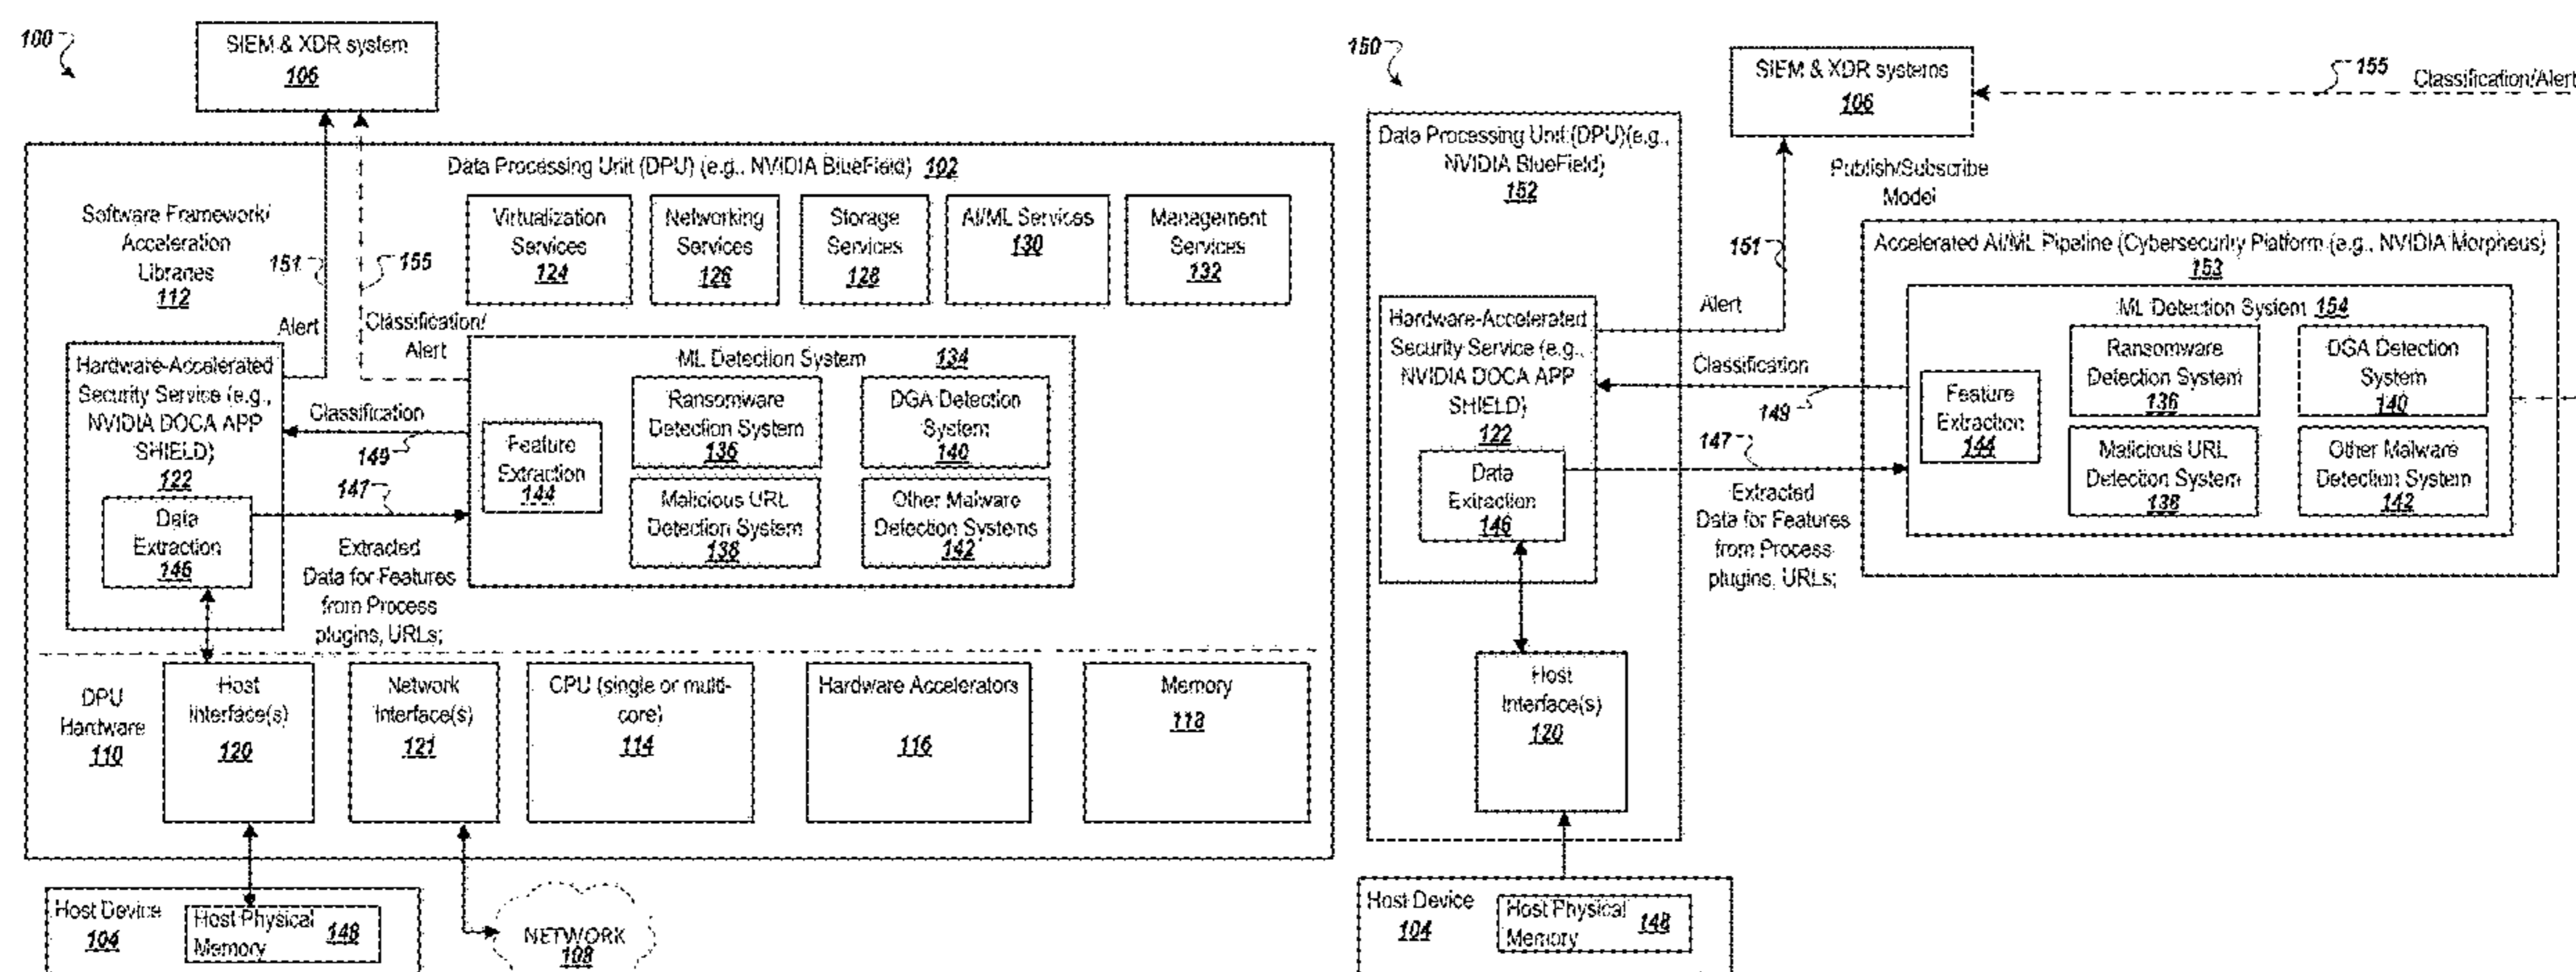 100
SIEM & XDR system
106
Data Processing Unit (DPU) (e.g., NVIDIA BlueField) 102
Software Framework/
Acceleration
Libraries
112
151
155
Virtualization
Services
124
Networking
Services
126
Storage
Services
128
AI/ML Services
130
Management
Services
132
Alert
Classification/
Alert
Hardware-Accelerated
Security Service (e.g.,
NVIDIA DOCA APP
SHIELD)
122
Data
Extraction
146
Classification
149
147
Extracted
Data for Features
from Process
plugins, URLs;
ML Detection System 134
Feature
Extraction
144
Ransomware
Detection System
136
DGA Detection
System
140
Malicious URL
Detection System
138
Other Malware
Detection Systems
142
DPU
Hardware
110
Host
Interface(s)
120
Network
Interface(s)
121
CPU (single or multi-
core)
114
Hardware Accelerators
116
Memory
118
Host Device
104
Host Physical
Memory
148
NETWORK
108
150
SIEM & XDR systems
106
155
Classification/Alert
Data Processing Unit (DPU)(e.g.,
NVIDIA BlueField)
152
Publish/Subscribe
Model
151
Alert
Hardware-Accelerated
Security Service (e.g.,
NVIDIA DOCA APP
SHIELD)
122
Data
Extraction
146
Classification
149
147
Extracted
Data for Features
from Process
plugins, URLs;
Accelerated AI/ML Pipeline (Cybersecurity Platform (e.g., NVIDIA Morpheus)
153
ML Detection System 154
Feature
Extraction
144
Ransomware
Detection System
136
DGA Detection
System
140
Malicious URL
Detection System
138
Other Malware
Detection System
142
Host
Interface(s)
120
Host Device
104
Host Physical
Memory
148